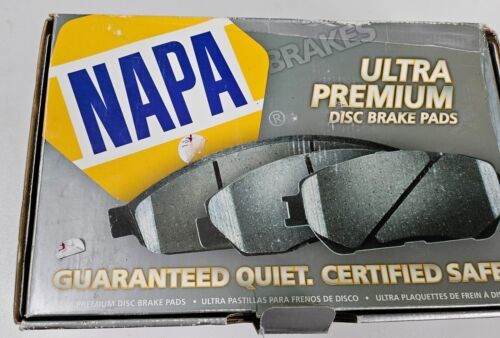 NAPA
®
BRAKES
ULTRA
PREMIUM
DISC BRAKE PADS
GUARANTEED QUIET. CERTIFIED SAFE
PREMIUM DISC BRAKE PADS • ULTRA PASTILLAS PARA FRENOS DE DISCO • ULTRA PLAQUETTES DE FREIN À